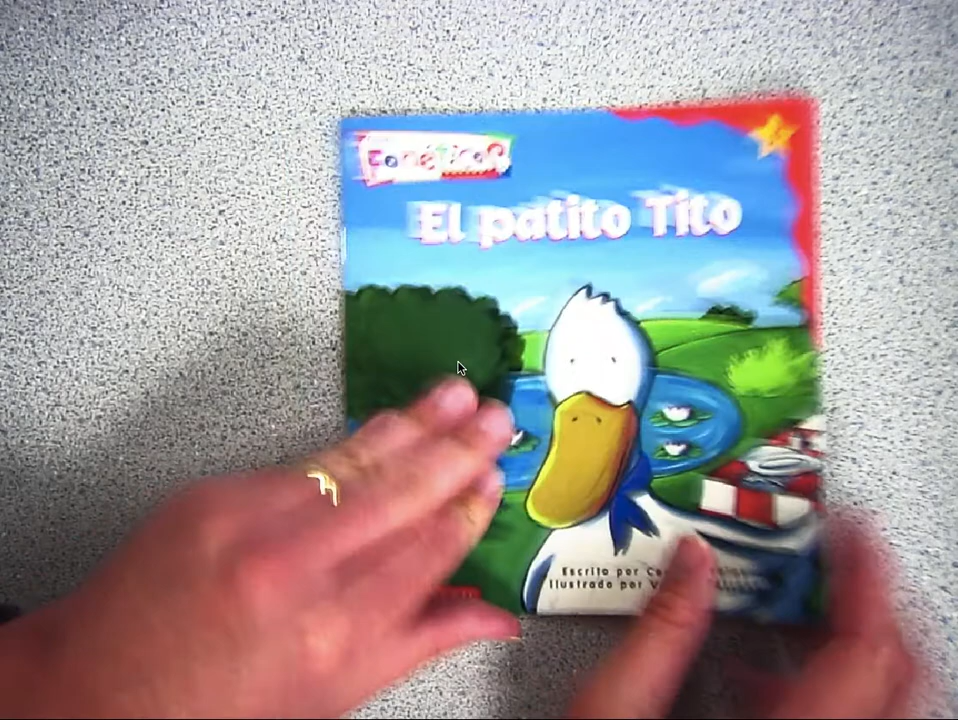 Fonética
El patito Tito
Escrito por
Ilustrado por